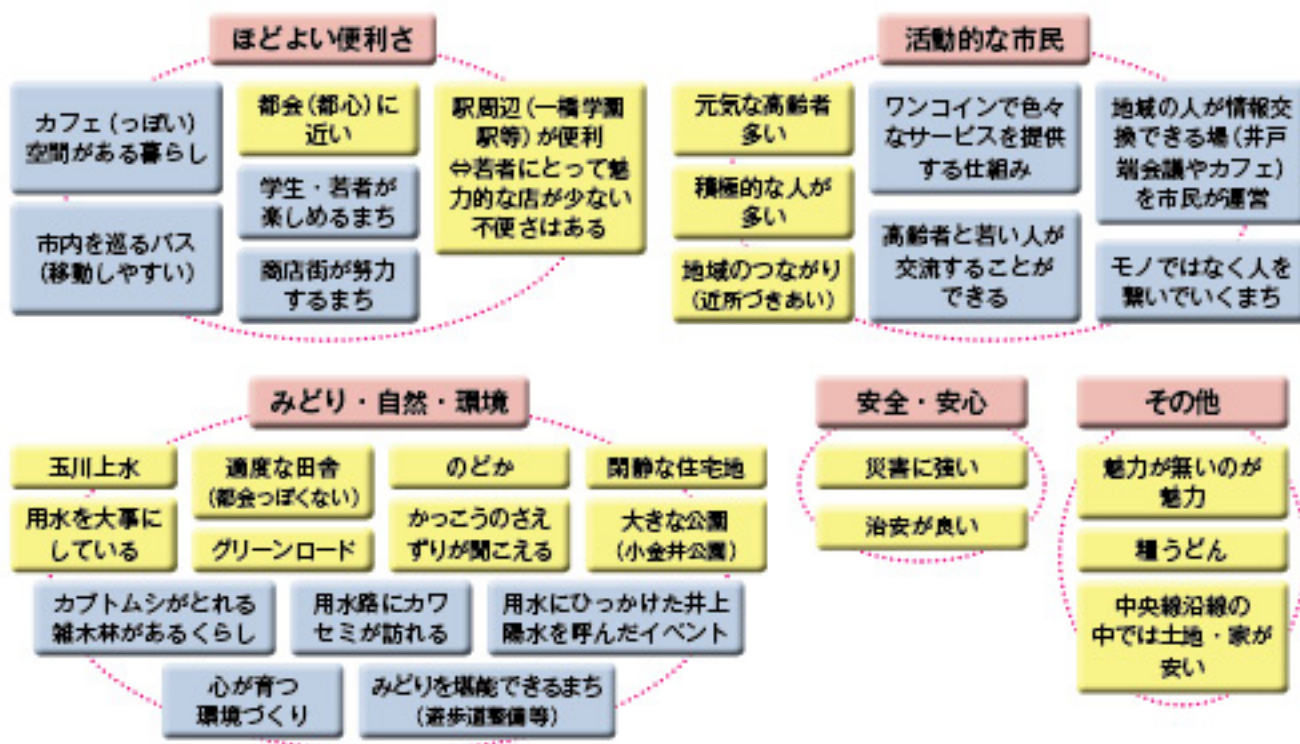 ほどよい便利さ
カフェ（っぽい）
空間がある暮らし
市内を巡るバス
（移動しやすい）
都会（都心）に
近い
学生・若者が
楽しめるまち
商店街が努力
するまち
駅周辺（一橋学園
駅等）が便利
⇔若者にとって魅
力的な店が少ない
不便さはある
活動的な市民
元気な高齢者
多い
積極的な人が
多い
地域のつながり
（近所づきあい）
ワンコインで色々
なサービスを提供
する仕組み
高齢者と若い人が
交流することが
できる
地域の人が情報交
換できる場（井戸
端会議やカフェ）
を市民が運営
モノではなく人を
繋いでいくまち
みどり・自然・環境
玉川上水
用水を大事に
している
適度な田舎
（都会っぽくない）
グリーンロード
のどか
かっこうのさえ
ずりが聞こえる
閑静な住宅地
大きな公園
（小金井公園）
カブトムシがとれる
雑木林があるくらし
用水路にカワ
セミが訪れる
用水にひっかけた井上
陽水を呼んだイベント
心が育つ
環境づくり
みどりを堪能できるまち
（遊歩道整備等）
安全・安心
災害に強い
治安が良い
その他
魅力が無いのが
魅力
糧うどん
中央線沿線の
中では土地・家が
安い